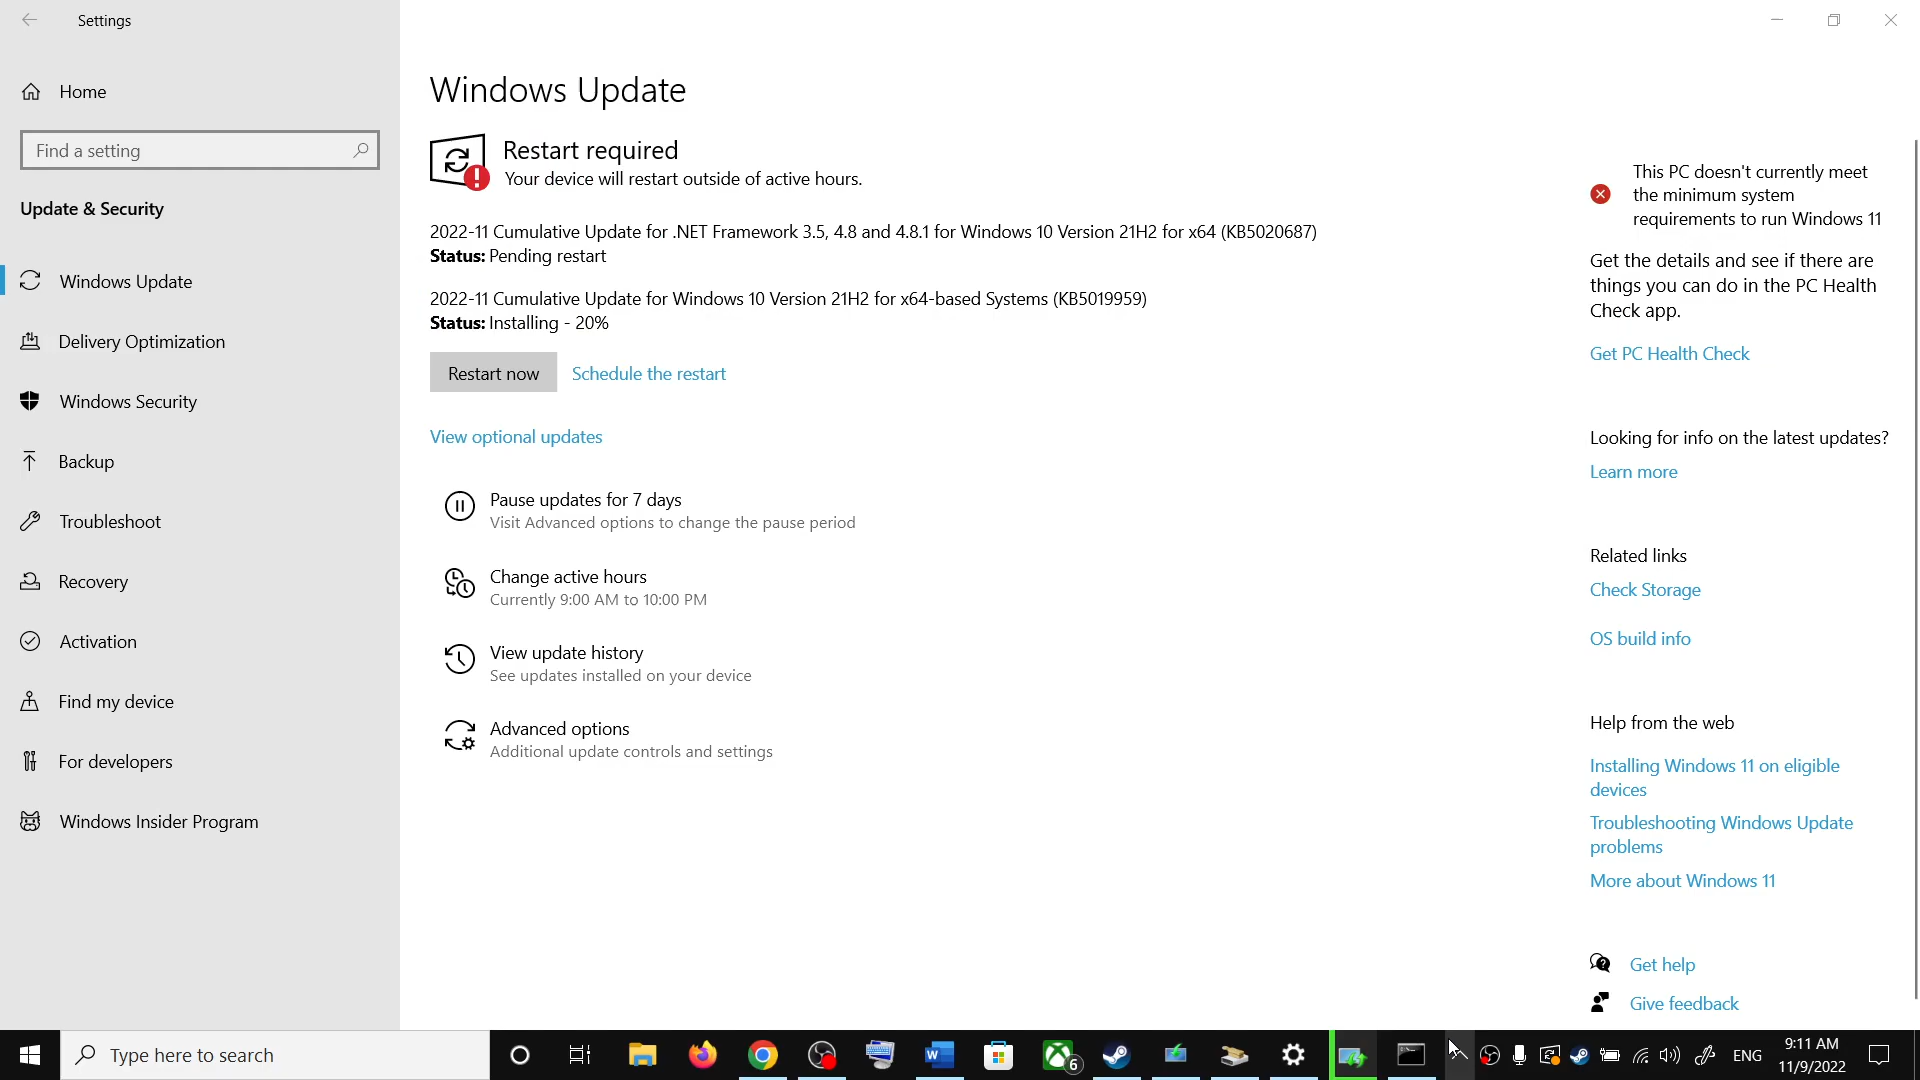 Settings
Home
Find a setting
Update & Security
Windows Update
Delivery Optimization
Windows Security
Backup
Troubleshoot
Recovery
Activation
Find my device
For developers
Windows Insider Program
Windows Update
Restart required
Your device will restart outside of active hours.
2022-11 Cumulative Update for .NET Framework 3.5, 4.8 and 4.8.1 for Windows 10 Version 21H2 for x64 (KB5020687)
Status: Pending restart
2022-11 Cumulative Update for Windows 10 Version 21H2 for x64-based Systems (KB5019959)
Status: Installing - 20%
Restart now
Schedule the restart
View optional updates
Pause updates for 7 days
Visit Advanced options to change the pause period
Change active hours
Currently 9:00 AM to 10:00 PM
View update history
See updates installed on your device
Advanced options
Additional update controls and settings
This PC doesn't currently meet
the minimum system
requirements to run Windows 11
Get the details and see if there are
things you can do in the PC Health
Check app.
Get PC Health Check
Looking for info on the latest updates?
Learn more
Related links
Check Storage
OS build info
Help from the web
Installing Windows 11 on eligible
devices
Troubleshooting Windows Update
problems
More about Windows 11
Get help
Give feedback
Type here to search
W
6
ENG
9:11 AM
11/9/2022